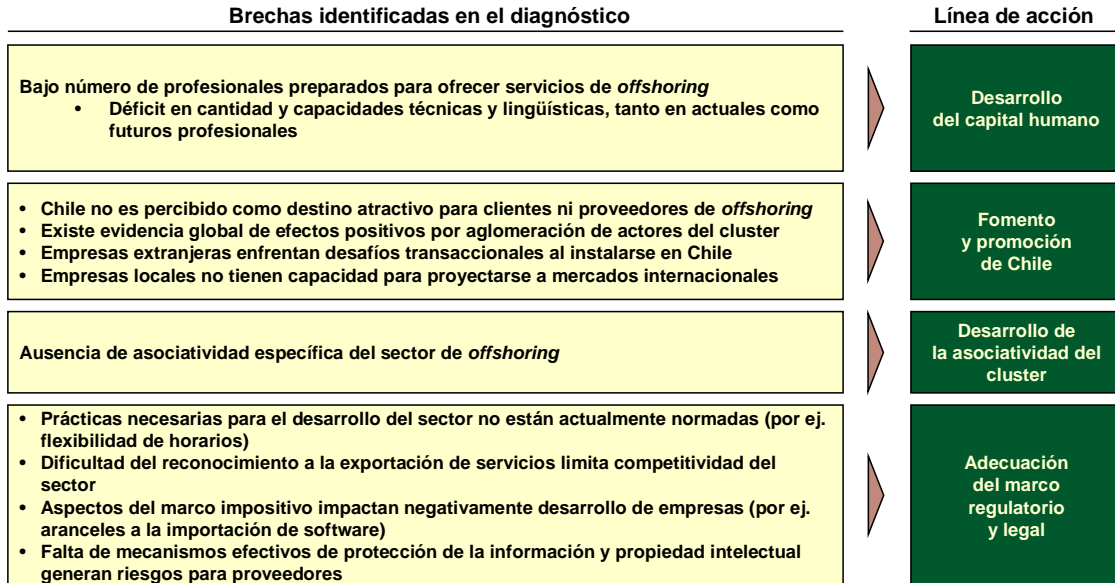 Brechas identificadas en el diagnóstico
Línea de acción
Bajo número de profesionales preparados para ofrecer servicios de offshoring
• Déficit en cantidad y capacidades técnicas y lingüísticas, tanto en actuales como
futuros profesionales
Desarrollo
del capital humano
• Chile no es percibido como destino atractivo para clientes ni proveedores de offshoring
• Existe evidencia global de efectos positivos por aglomeración de actores del cluster
• Empresas extranjeras enfrentan desafíos transaccionales al instalarse en Chile
• Empresas locales no tienen capacidad para proyectarse a mercados internacionales
Fomento
y promoción
de Chile
Ausencia de asociatividad específica del sector de offshoring
Desarrollo de
la asociatividad del
cluster
• Prácticas necesarias para el desarrollo del sector no están actualmente normadas (por ej.
flexibilidad de horarios)
• Dificultad del reconocimiento a la exportación de servicios limita competitividad del
sector
• Aspectos del marco impositivo impactan negativamente desarrollo de empresas (por ej.
aranceles a la importación de software)
• Falta de mecanismos efectivos de protección de la información y propiedad intelectual
generan riesgos para proveedores
Adecuación
del marco
regulatorio
y legal